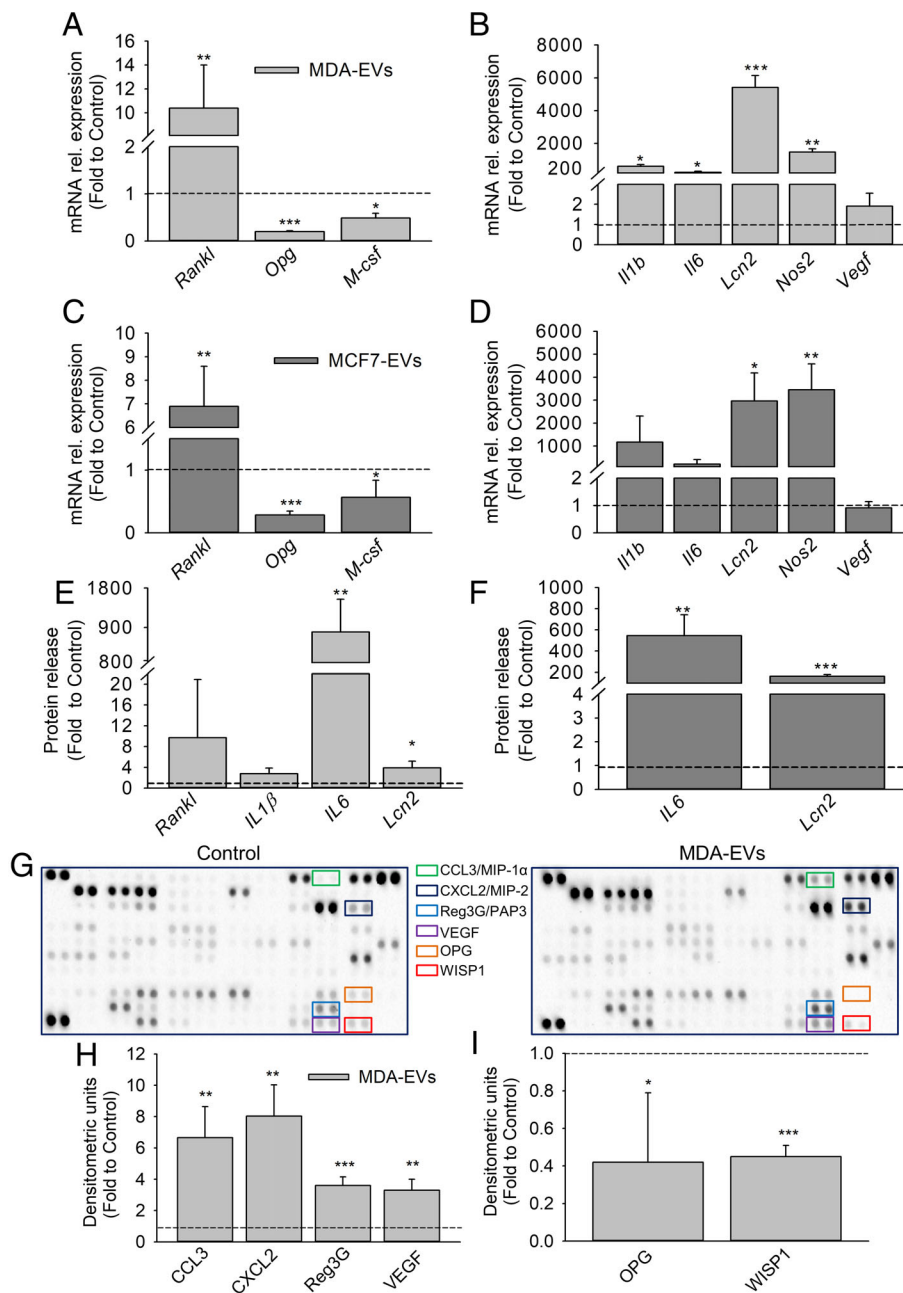 A
mRNA rel. expression
(Fold to Control)
16
14
12
10
8
2
1
0
**
***
*
MDA-EVs
Rankl
Opg
M-csf
B
mRNA rel. expression
(Fold to Control)
8000
6000
4000
2000
200
2
1
0
*
*
***
**
Il1b
Il6
Lcn2
Nos2
Vegf
C
mRNA rel. expression
(Fold to Control)
9
8
7
6
1
0
**
***
*
MCF7-EVs
Rankl
Opg
M-csf
D
mRNA rel. expression
(Fold to Control)
6000
5000
4000
3000
2000
1000
2
1
0
*
**
Il1b
Il6
Lcn2
Nos2
Vegf
E
Protein release
(Fold to Control)
1800
900
800
20
16
12
8
4
0
**
*
Rankl
IL1β
IL6
Lcn2
F
Protein release
(Fold to Control)
1000
800
600
400
200
4
3
2
1
0
**
***
IL6
Lcn2
G
Control
CCL3/MIP-1α
CXCL2/MIP-2
Reg3G/PAP3
VEGF
OPG
WISP1
MDA-EVs
H
Densitometric units
(Fold to Control)
12
10
8
6
4
2
0
**
**
***
**
MDA-EVs
CCL3
CXCL2
Reg3G
VEGF
I
Densitometric units
(Fold to Control)
1.0
0.8
0.6
0.4
0.2
0.0
*
***
OPG
WISP1